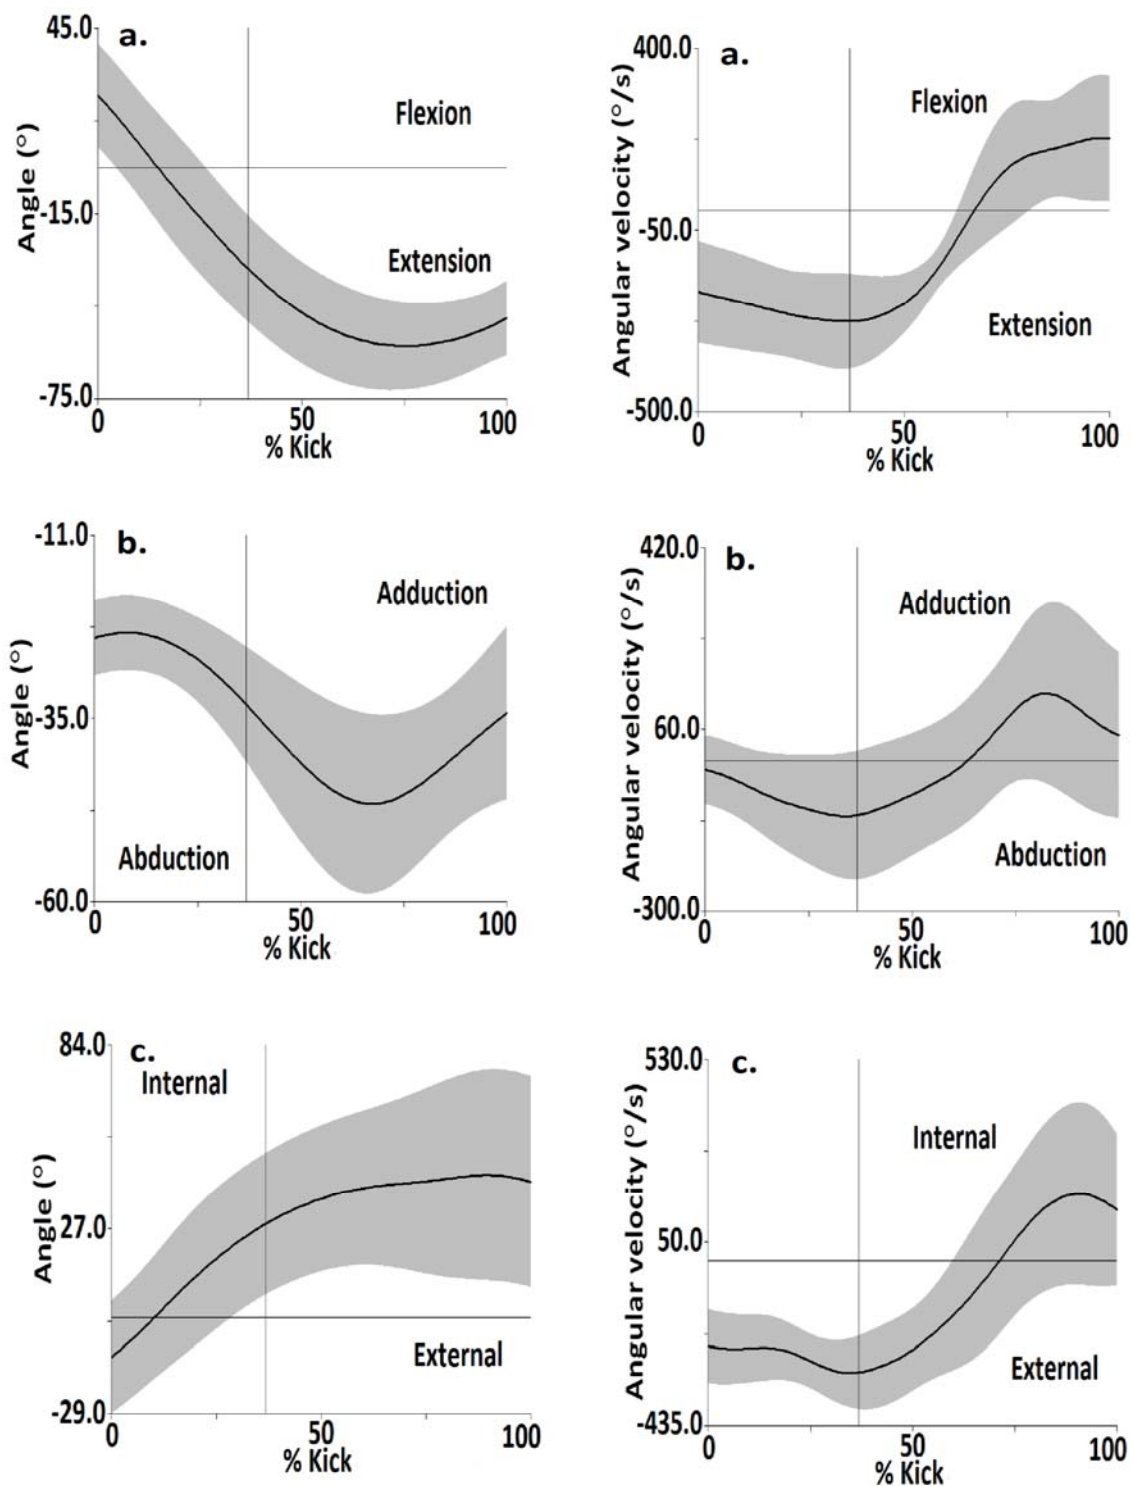 45.0
a.
Flexion
Angle (°)
-15.0
Extension
-75.0
0
50
100
% Kick
400.0
a.
Flexion
Angular velocity (°/s)
-50.0
Extension
-500.0
0
50
100
% Kick
-11.0
b.
Adduction
Angle (°)
-35.0
Abduction
-60.0
0
50
100
% Kick
420.0
b.
Adduction
Angular velocity (°/s)
60.0
Abduction
-300.0
0
50
100
% Kick
84.0
c.
Internal
Angle (°)
27.0
External
-29.0
0
50
100
% Kick
530.0
c.
Internal
Angular velocity (°/s)
50.0
External
-435.0
0
50
100
% Kick